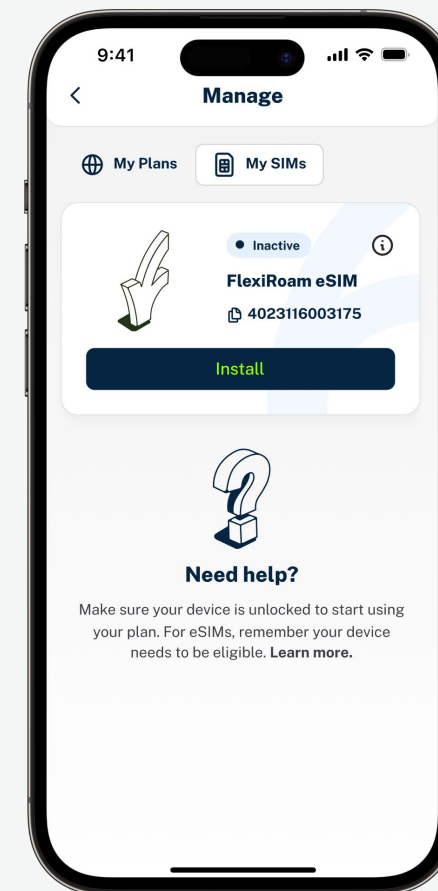 9:41
Manage
My Plans
My SIMs
Inactive
FlexiRoam eSIM
4023116003175
Install
Need help?
Make sure your device is unlocked to start using
your plan. For eSIMs, remember your device
needs to be eligible. Learn more.